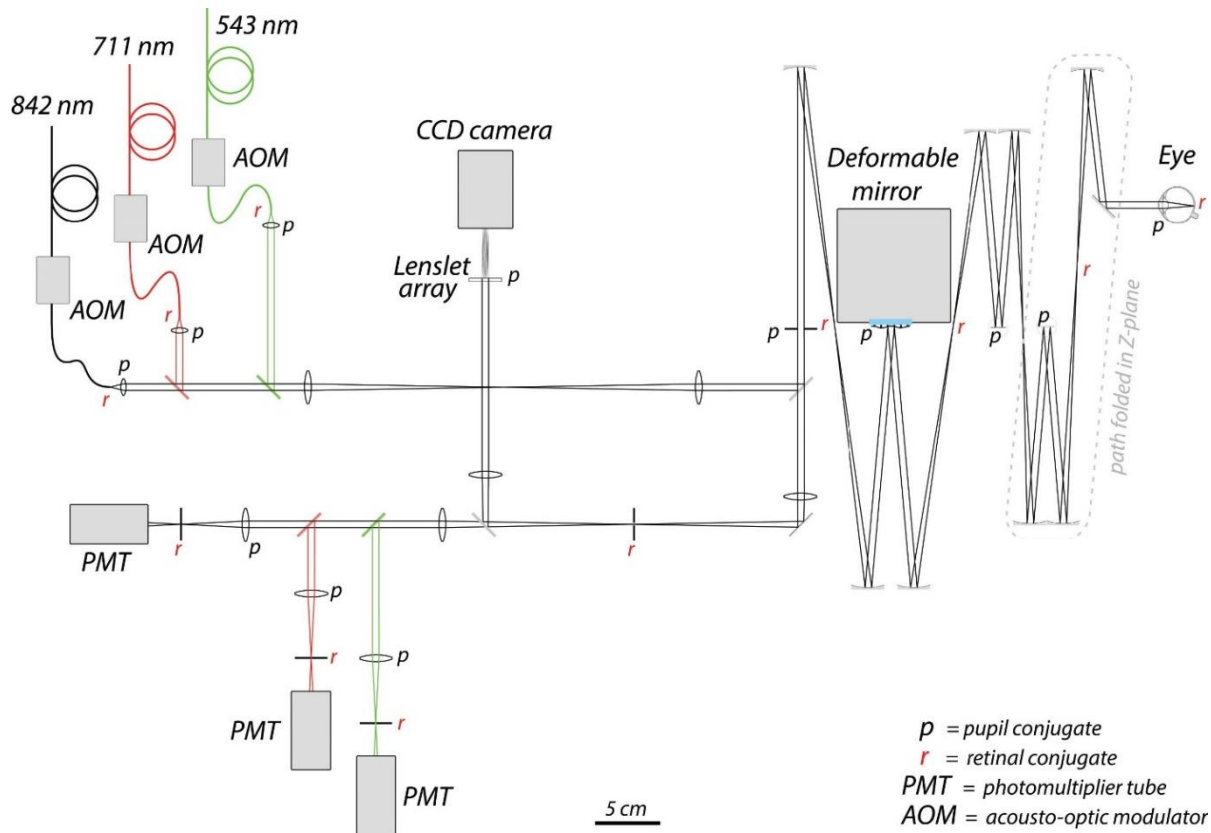 543 nm
711 nm
842 nm
AOM
AOM
AOM
r
p
r
p
p
r
CCD camera
Lenslet
array
p
Deformable
mirror
Eye
r
p
r
p
r
p
r
p
p
path folded in Z-plane
PMT
r
p
r
p
r
PMT
p
r
PMT
5 cm
p = pupil conjugate
r = retinal conjugate
PMT = photomultiplier tube
AOM = acousto-optic modulator